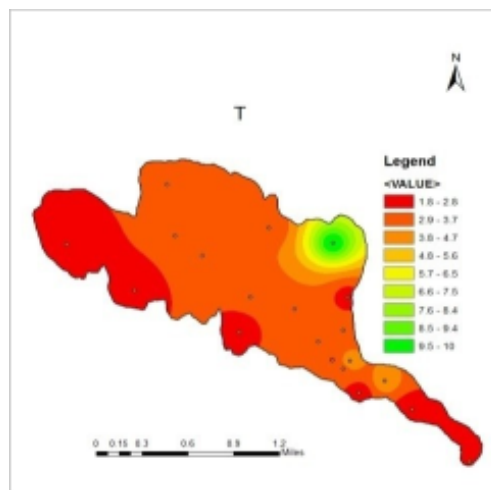 N
T
Legend
<VALUE>
1.8 - 2.8
2.9 - 3.7
3.8 - 4.7
4.8 - 5.6
5.7 - 6.5
6.6 - 7.5
7.6 - 8.4
8.5 - 9.4
9.5 - 10
0 0.15 0.3 0.6 0.9 1.2
Miles